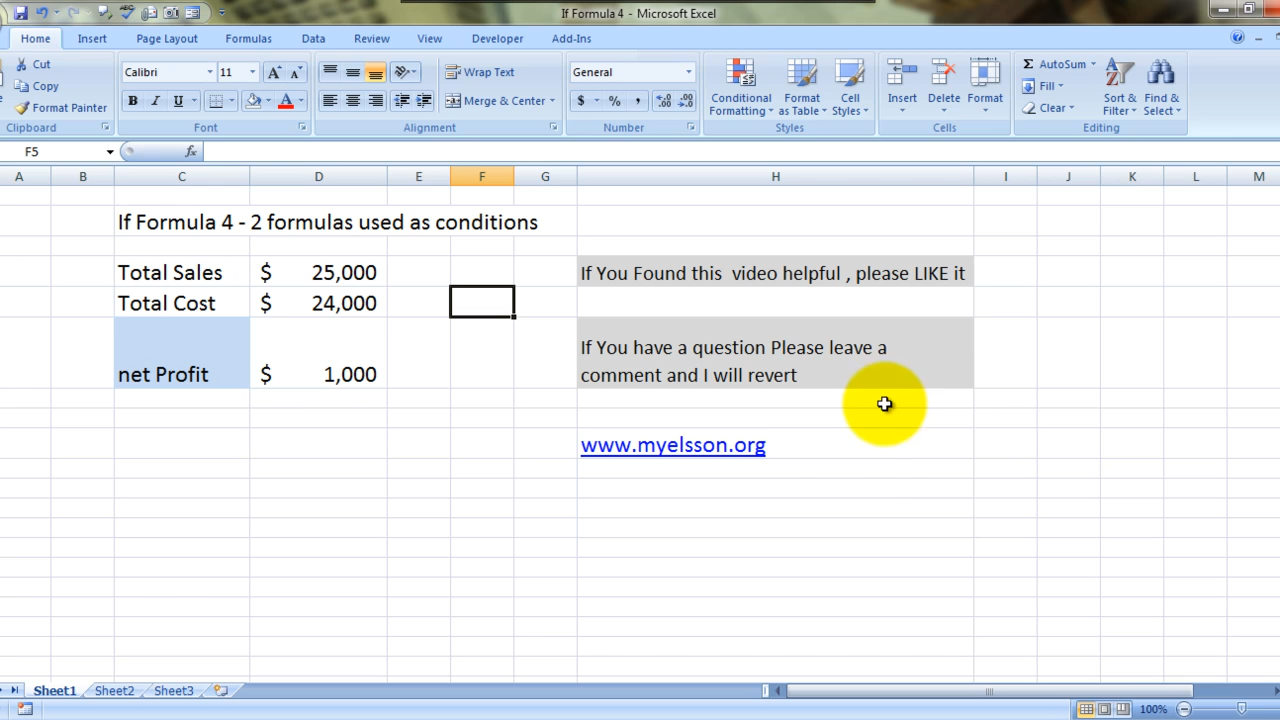 If Formula 4 - Microsoft Excel
Home Insert Page Layout Formulas Data Review View Developer Add-Ins
Cut
Copy
Format Painter
Clipboard
Calibri 11
B I U
Font
Wrap Text
Merge & Center
Alignment
General
$ % ,
Number
Conditional Formatting
Format as Table
Cell Styles
Styles
Insert Delete Format
Cells
AutoSum
Fill
Clear
Sort & Filter
Find & Select
Editing
F5 fx
A B C D E F G H I J K L M
If Formula 4 - 2 formulas used as conditions
Total Sales $ 25,000 If You Found this video helpful , please LIKE it
Total Cost $ 24,000
If You have a question Please leave a
net Profit $ 1,000 comment and I will revert
www.myelsson.org
Sheet1 Sheet2 Sheet3
100%